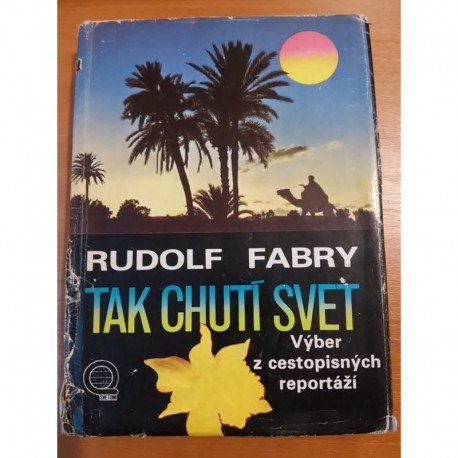 RUDOLF FABRY
TAK CHUTÍ SVET
Výber
z cestopisných
reportáží